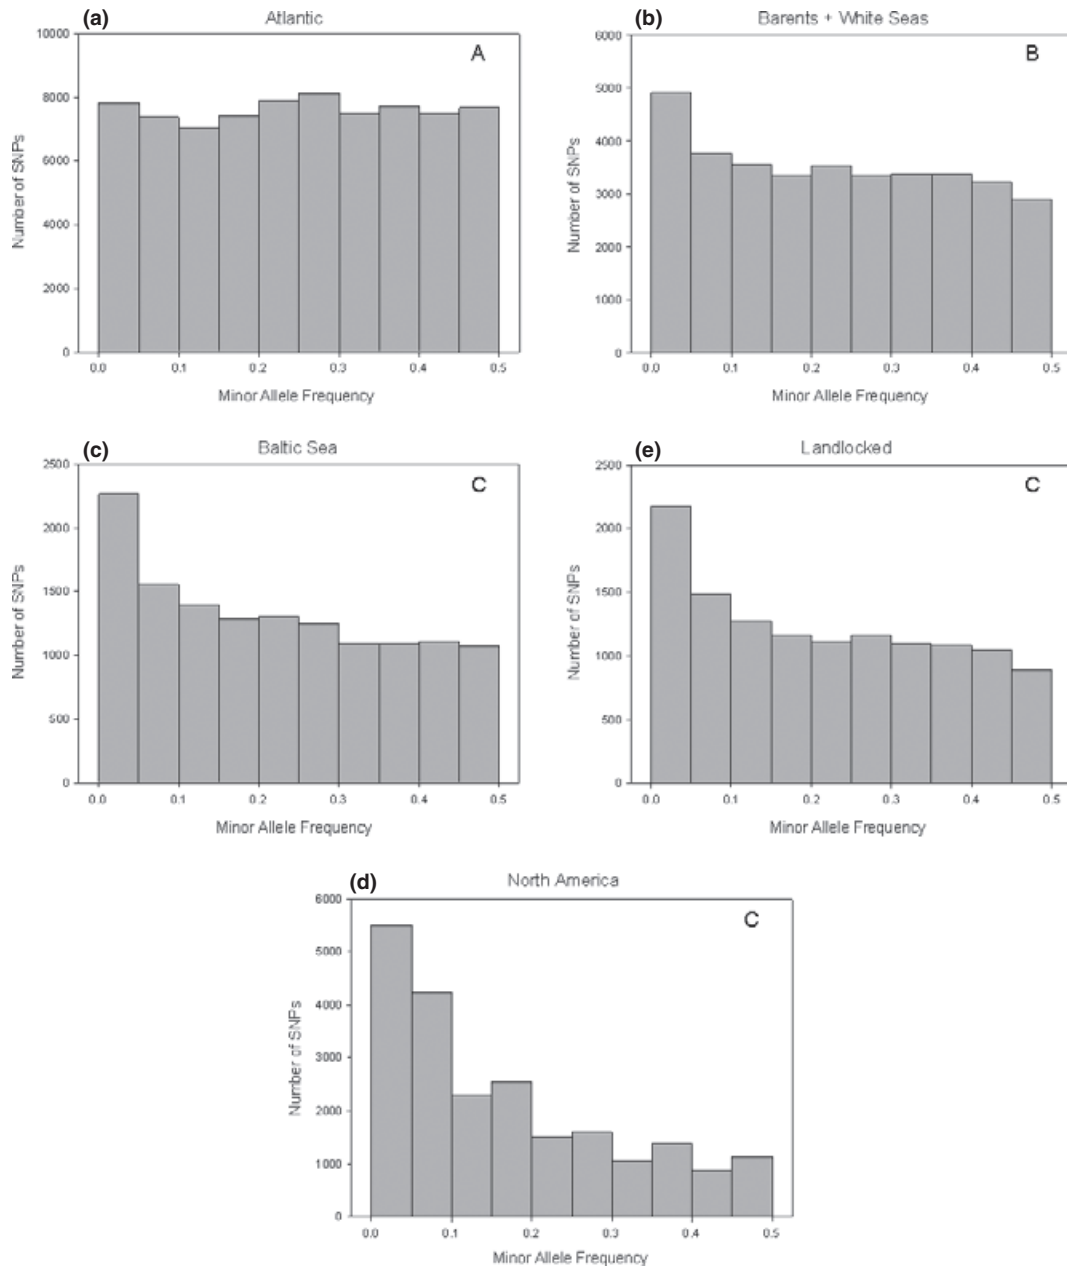 (a) Atlantic
A
10000
8000
6000
4000
2000
0
Number of SNPs
0.0 0.1 0.2 0.3 0.4 0.5
Minor Allele Frequency
(b) Barents + White Seas
B
6000
5000
4000
3000
2000
1000
0
Number of SNPs
0.0 0.1 0.2 0.3 0.4 0.5
Minor Allele Frequency
(c) Baltic Sea
C
2500
2000
1500
1000
500
0
Number of SNPs
0.0 0.1 0.2 0.3 0.4 0.5
Minor Allele Frequency
(e) Landlocked
C
2500
2000
1500
1000
500
0
Number of SNPs
0.0 0.1 0.2 0.3 0.4 0.5
Minor Allele Frequency
(d) North America
C
6000
5000
4000
3000
2000
1000
0
Number of SNPs
0.0 0.1 0.2 0.3 0.4 0.5
Minor Allele Frequency